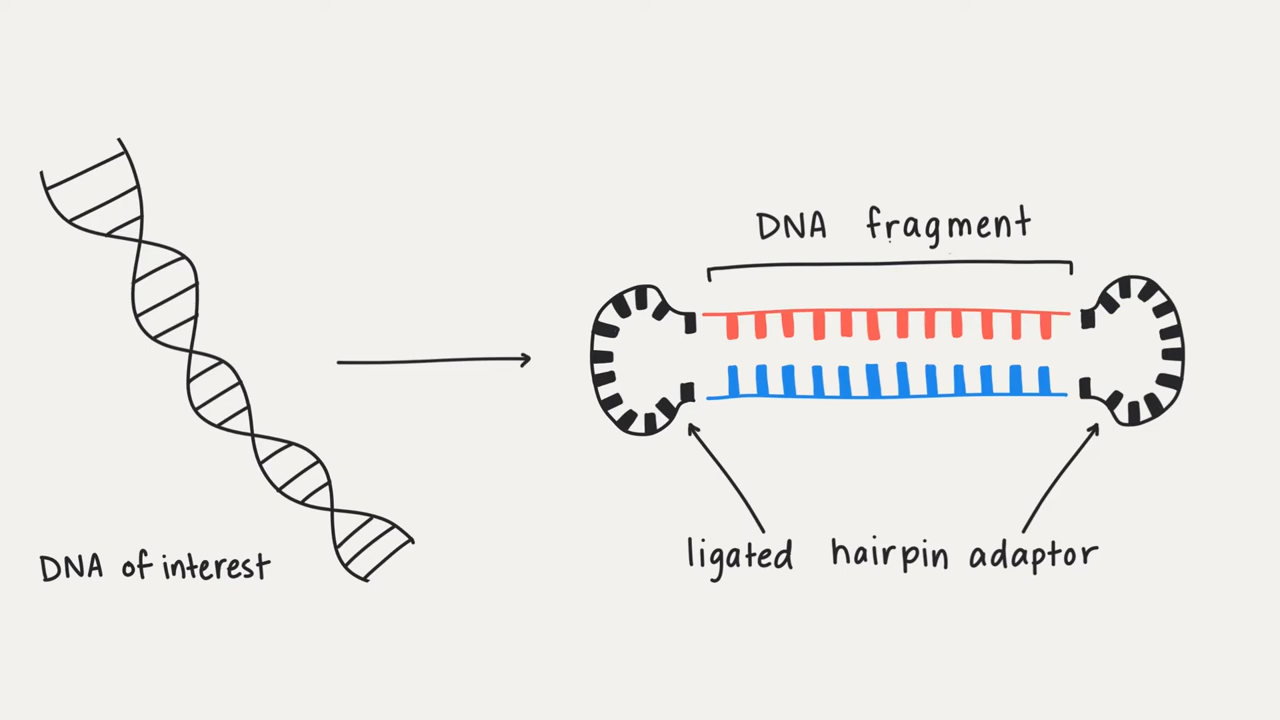 DNA fragment
DNA of interest
ligated hairpin adaptor